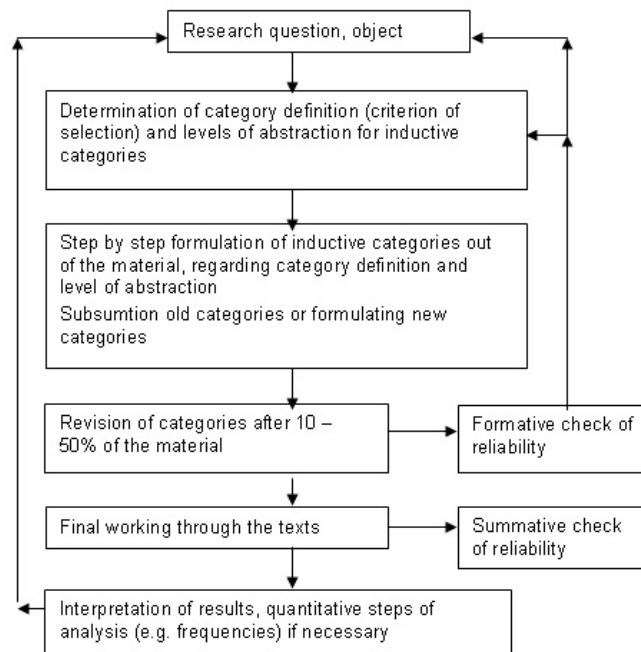 Research question, object
Determination of category definition (criterion of
selection) and levels of abstraction for inductive
categories
Step by step formulation of inductive categories out
of the material, regarding category definition and
level of abstraction
Subsumtion old categories or formulating new
categories
Revision of categories after 10 –
50% of the material
Formative check of
reliability
Final working through the texts
Summative check
of reliability
Interpretation of results, quantitative steps of
analysis (e.g. frequencies) if necessary